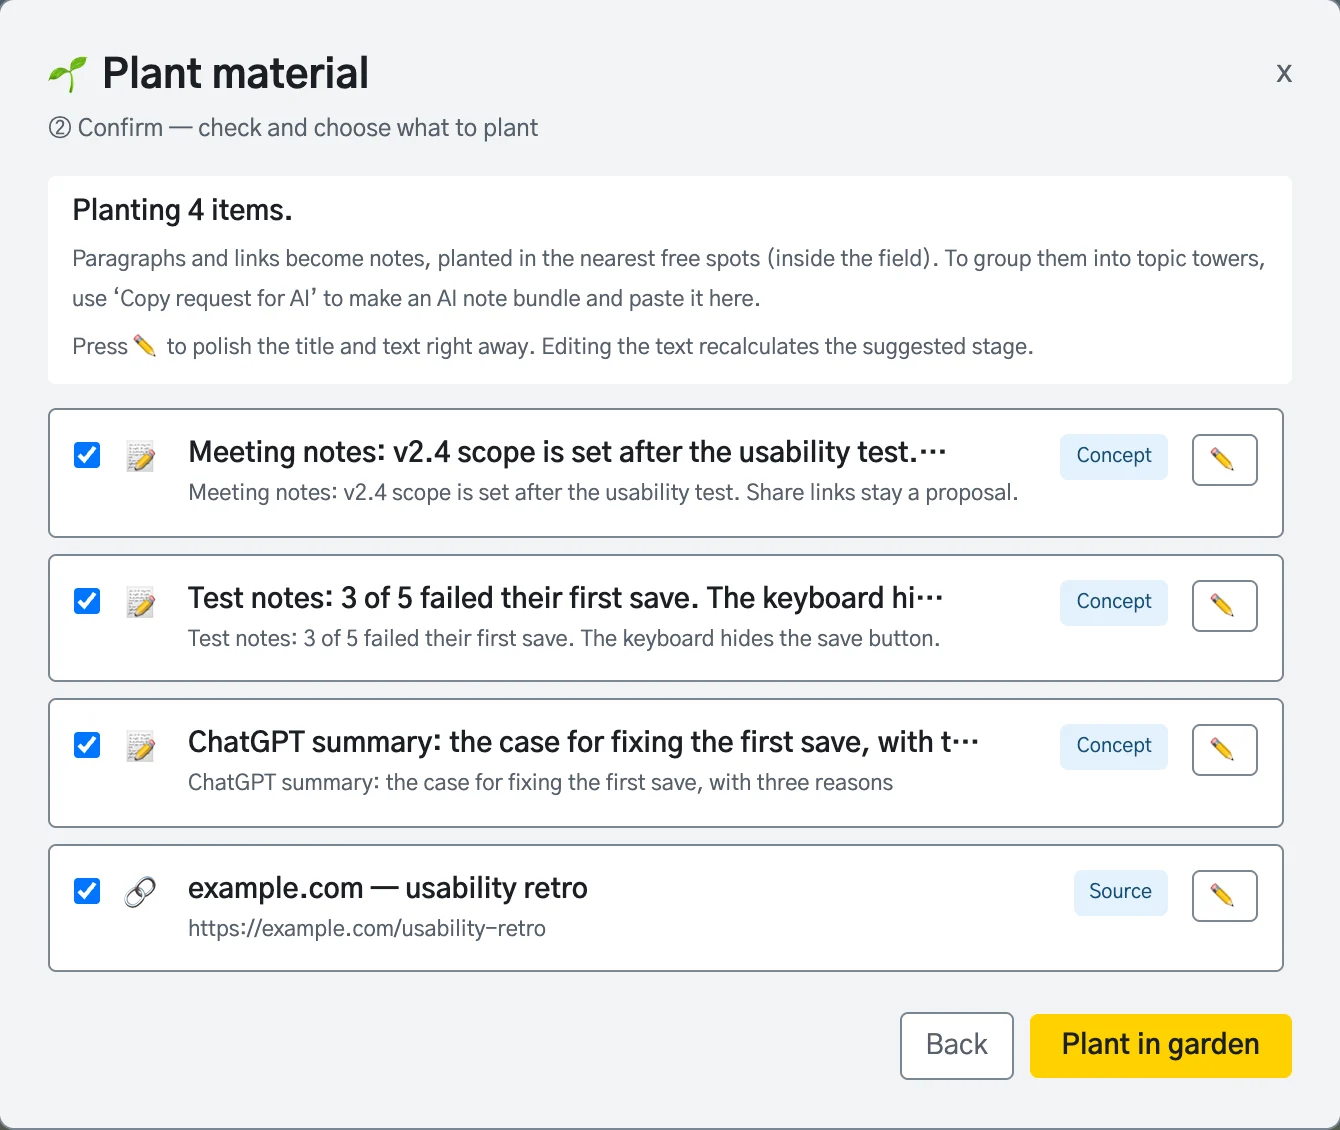 Plant material
x
② Confirm — check and choose what to plant
Planting 4 items.
Paragraphs and links become notes, planted in the nearest free spots (inside the field). To group them into topic towers,
use ‘Copy request for AI’ to make an AI note bundle and paste it here.
Press ✏️ to polish the title and text right away. Editing the text recalculates the suggested stage.
Meeting notes: v2.4 scope is set after the usability test.…
Concept
Meeting notes: v2.4 scope is set after the usability test. Share links stay a proposal.
Test notes: 3 of 5 failed their first save. The keyboard hi…
Concept
Test notes: 3 of 5 failed their first save. The keyboard hides the save button.
ChatGPT summary: the case for fixing the first save, with t…
Concept
ChatGPT summary: the case for fixing the first save, with three reasons
example.com — usability retro
Source
https://example.com/usability-retro
Back
Plant in garden